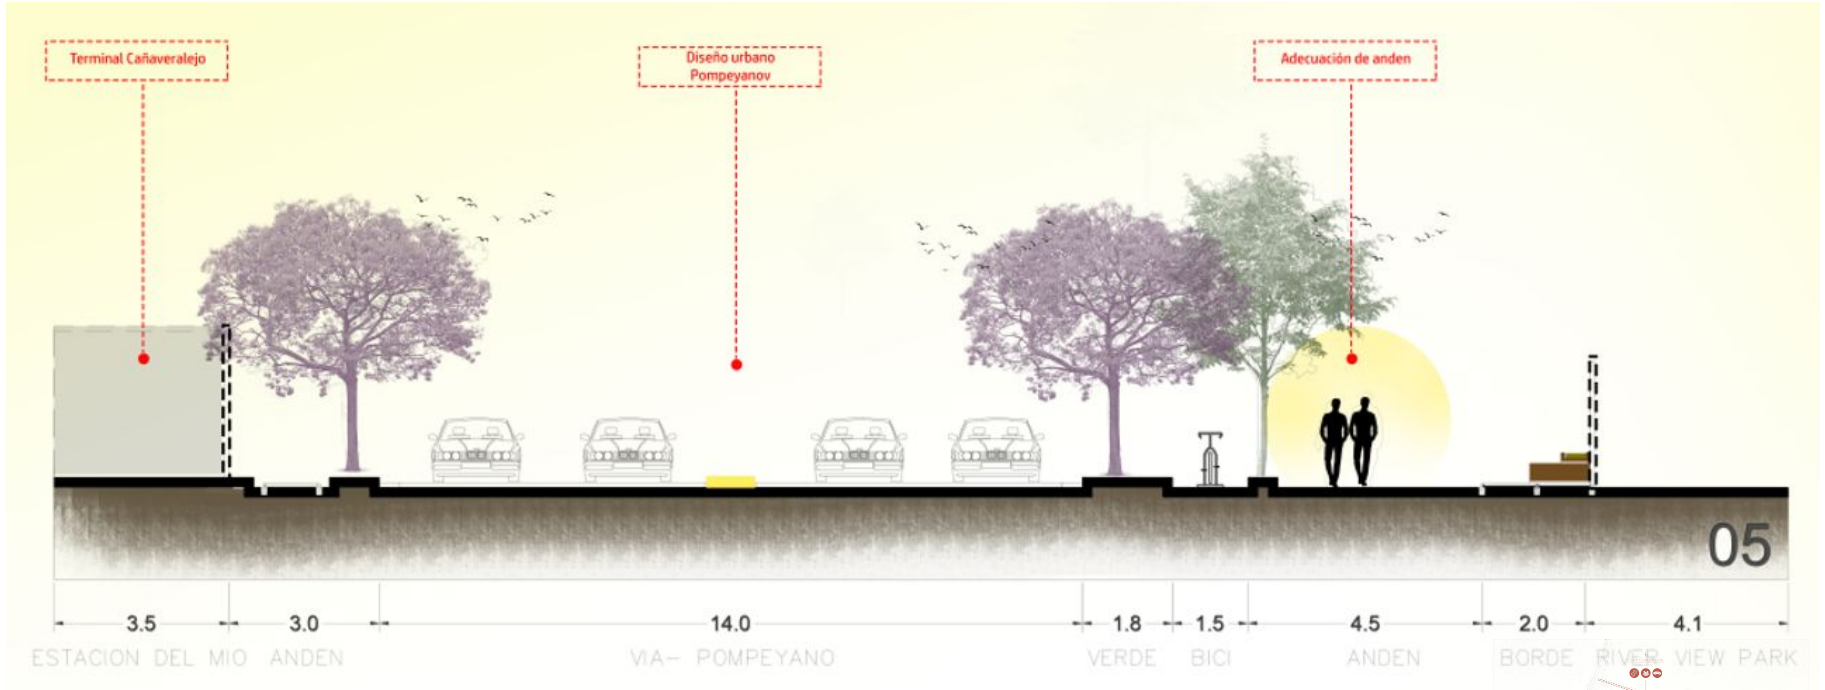 Terminal Cañaveralejo
Diseño urbano
Pompeyanov
Adecuación de anden
05
3.5 3.0 14.0 1.8 1.5 4.5 2.0 4.1
ESTACION DEL MIO ANDEN VIA- POMPEYANO VERDE BICI ANDEN BORDE RIVER VIEW PARK